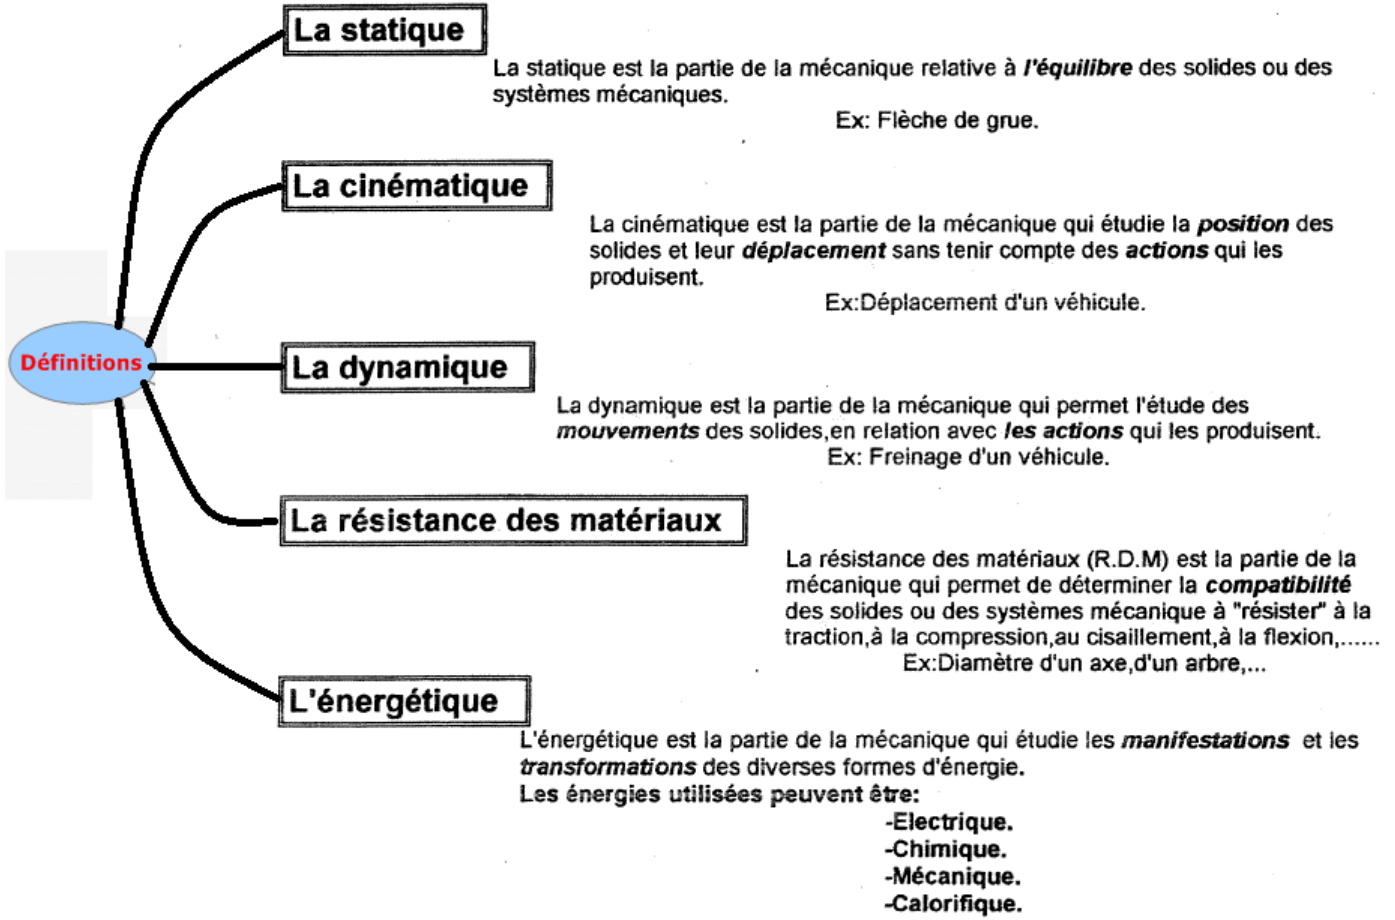 La statique
La statique est la partie de la mécanique relative à l'équilibre des solides ou des
systèmes mécaniques.
Ex: Flèche de grue.
La cinématique
La cinématique est la partie de la mécanique qui étudie la position des
solides et leur déplacement sans tenir compte des actions qui les
produisent.
Ex:Déplacement d'un véhicule.
Définitions
La dynamique
La dynamique est la partie de la mécanique qui permet l'étude des
mouvements des solides,en relation avec les actions qui les produisent.
Ex: Freinage d'un véhicule.
La résistance des matériaux
La résistance des matériaux (R.D.M) est la partie de la
mécanique qui permet de déterminer la compatibilité
des solides ou des systèmes mécanique à "résister" à la
traction,à la compression,au cisaillement,à la flexion,......
Ex:Diamètre d'un axe,d'un arbre,...
L'énergétique
L'énergétique est la partie de la mécanique qui étudie les manifestations et les
transformations des diverses formes d'énergie.
Les énergies utilisées peuvent être:
-Electrique.
-Chimique.
-Mécanique.
-Calorifique.